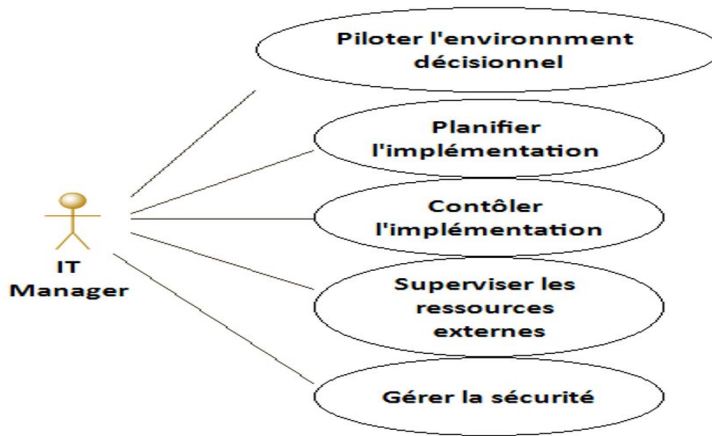 Piloter l'environnment
décisionnel
Planifier
l'implémentation
Contôler
l'implémentation
IT
Manager
Superviser les
ressources
externes
Gérer la sécurité